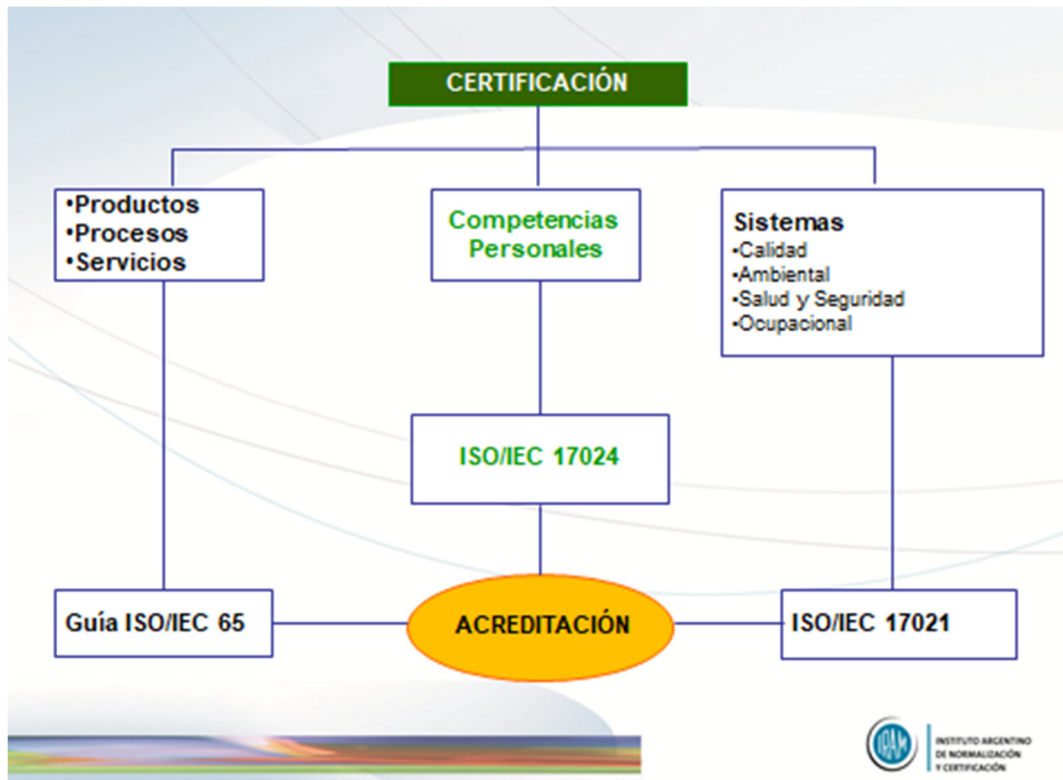 CERTIFICACIÓN
•Productos
•Procesos
•Servicios
Competencias
Personales
Sistemas
•Calidad
•Ambiental
•Salud y Seguridad
•Ocupacional
ISO/IEC 17024
Guía ISO/IEC 65
ACREDITACIÓN
ISO/IEC 17021
IRAM
INSTITUTO ARGENTINO
DE NORMALIZACIÓN
Y CERTIFICACIÓN